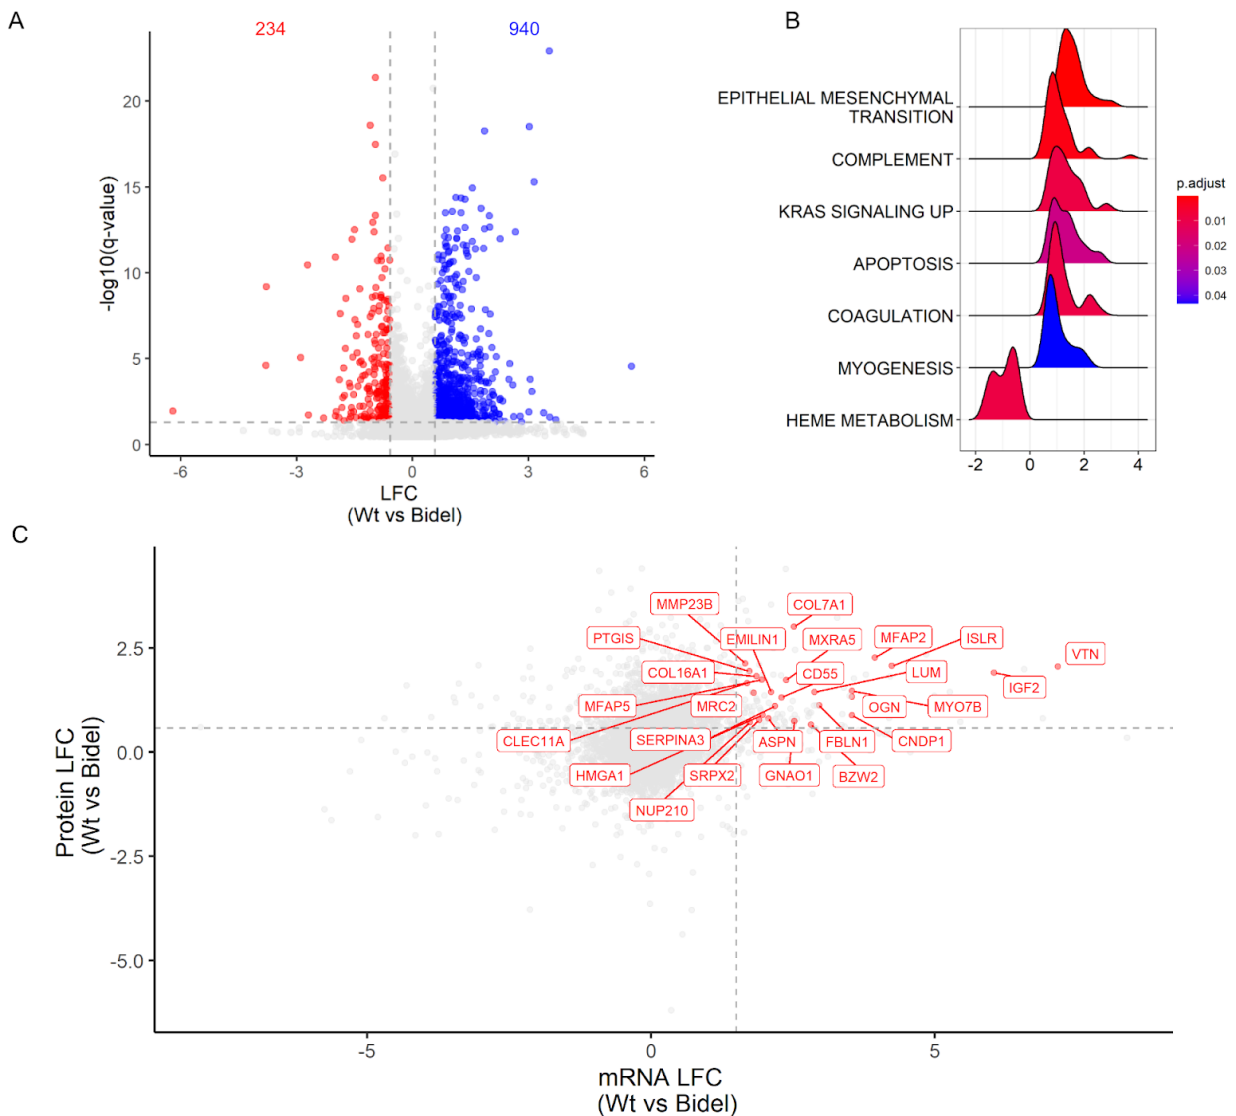 A
234
940
20
15
10
5
0
-log10(q-value)
-6
-3
0
3
6
LFC
(Wt vs Bidel)
B
EPITHELIAL MESENCHYMAL
TRANSITION
COMPLEMENT
KRAS SIGNALING UP
APOPTOSIS
COAGULATION
MYOGENESIS
HEME METABOLISM
-2
0
2
4
p.adjust
0.01
0.02
0.03
0.04
C
2.5
0.0
-2.5
-5.0
Protein LFC
(Wt vs Bidel)
MMP23B
COL7A1
PTGIS
EMILIN1
MXRA5
MFAP2
ISLR
VTN
COL16A1
CD55
LUM
IGF2
MFAP5
MRC2
OGN
MYO7B
CLEC11A
SERPINA3
ASPN
FBLN1
CNDP1
HMGA1
SRPX2
GNAO1
BZW2
NUP210
-5
0
5
mRNA LFC
(Wt vs Bidel)